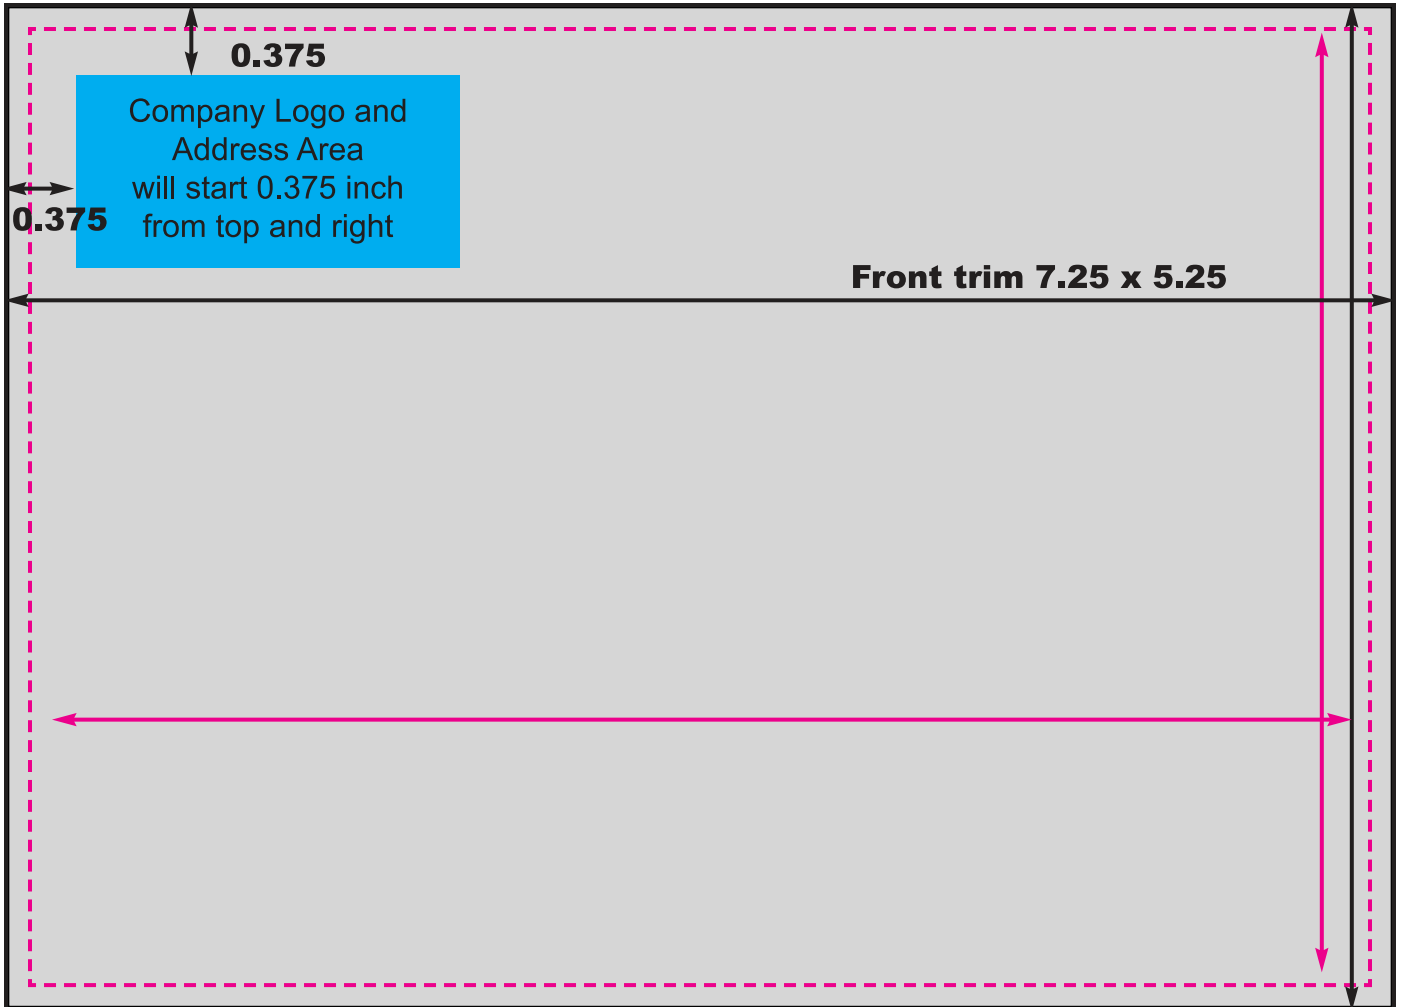 0.375
Company Logo and
Address Area
will start 0.375 inch
from top and right
0.375
Front trim 7.25 x 5.25